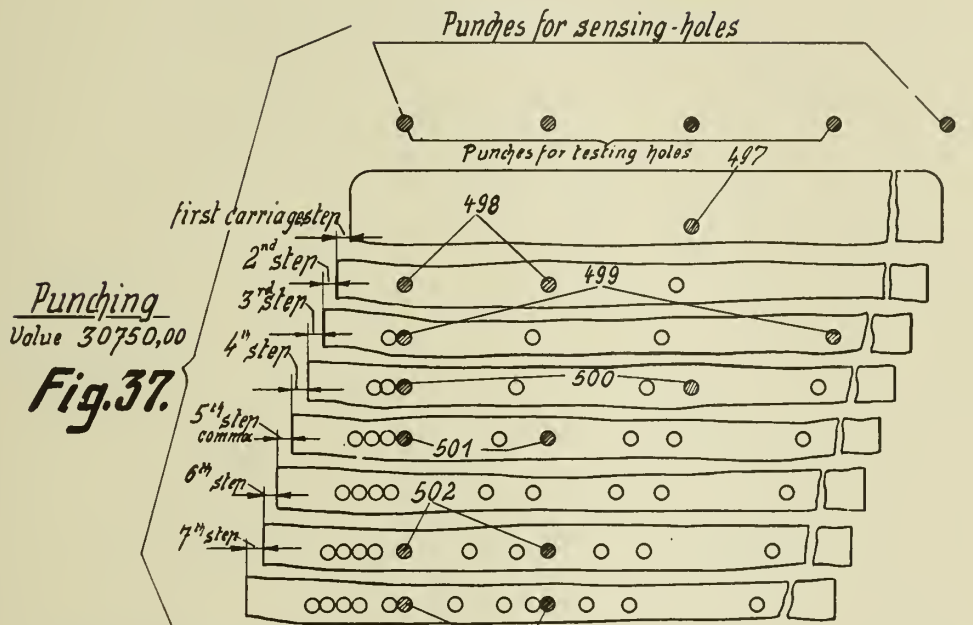 Punches for sensing-holes
Punches for testing holes
497
first carriagestep
498
2nd step
499
3rd step
Punching
Value 30750,00
4th step
500
Fig.37.
5th step
comma
501
6th step
502
7th step